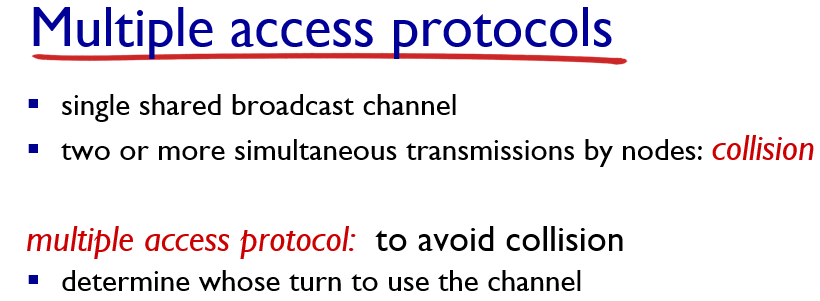 Multiple access protocols
▪ single shared broadcast channel
▪ two or more simultaneous transmissions by nodes: collision
multiple access protocol: to avoid collision
▪ determine whose turn to use the channel